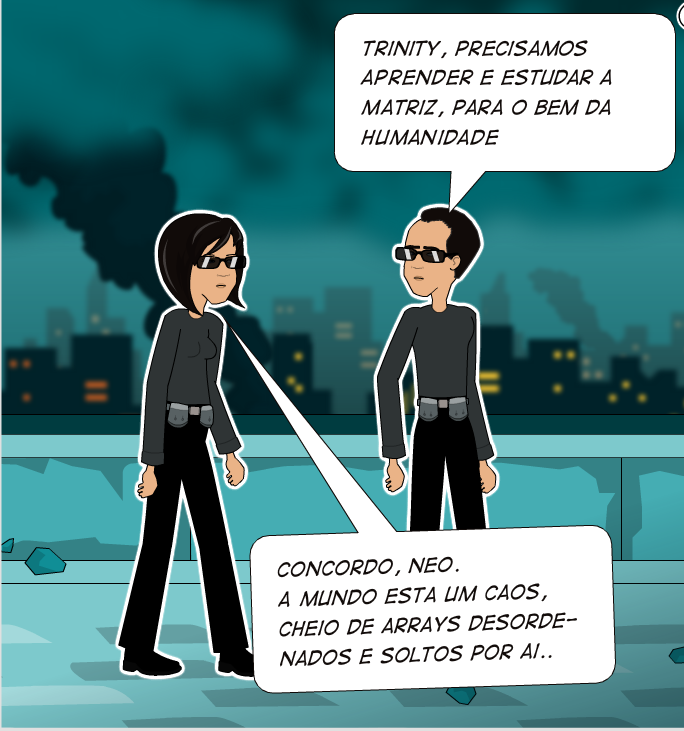 TRINITY, PRECISAMOS
APRENDER E ESTUDAR A
MATRIZ, PARA O BEM DA
HUMANIDADE
CONCORDO, NEO.
A MUNDO ESTA UM CAOS,
CHEIO DE ARRAYS DESORDE-
NADOS E SOLTOS POR AI..